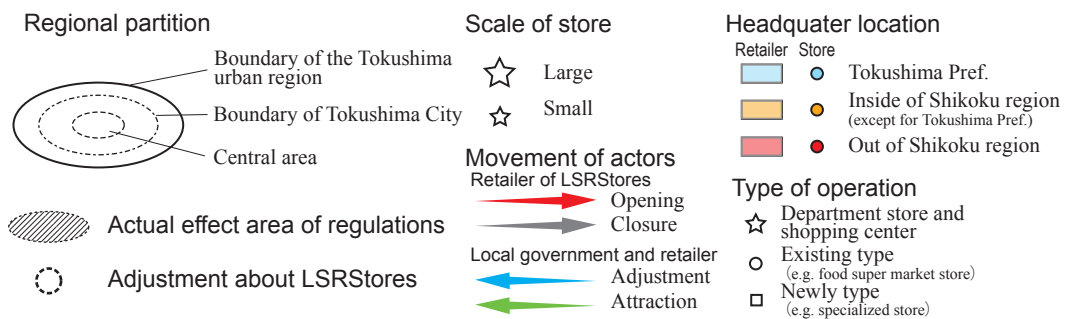 Regional partition
Boundary of the Tokushima
urban region
Boundary of Tokushima City
Central area
Actual effect area of regulations
Adjustment about LSRStores
Scale of store
Large
Small
Movement of actors
Retailer of LSRStores
Opening
Closure
Local government and retailer
Adjustment
Attraction
Headquater location
Retailer Store
Tokushima Pref.
Inside of Shikoku region
(except for Tokushima Pref.)
Out of Shikoku region
Type of operation
Department store and
shopping center
Existing type
(e.g. food super market store)
Newly type
(e.g. specialized store)